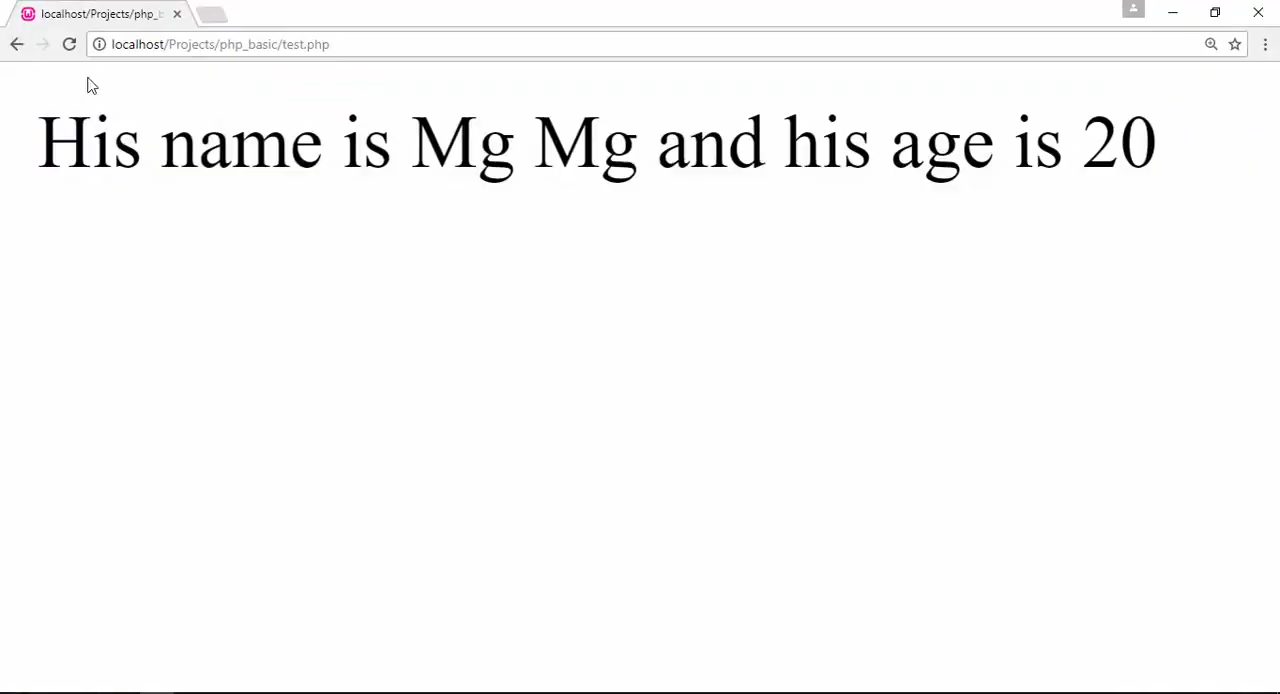 localhost/Projects/php_b
localhost/Projects/php_basic/test.php
His name is Mg Mg and his age is 20